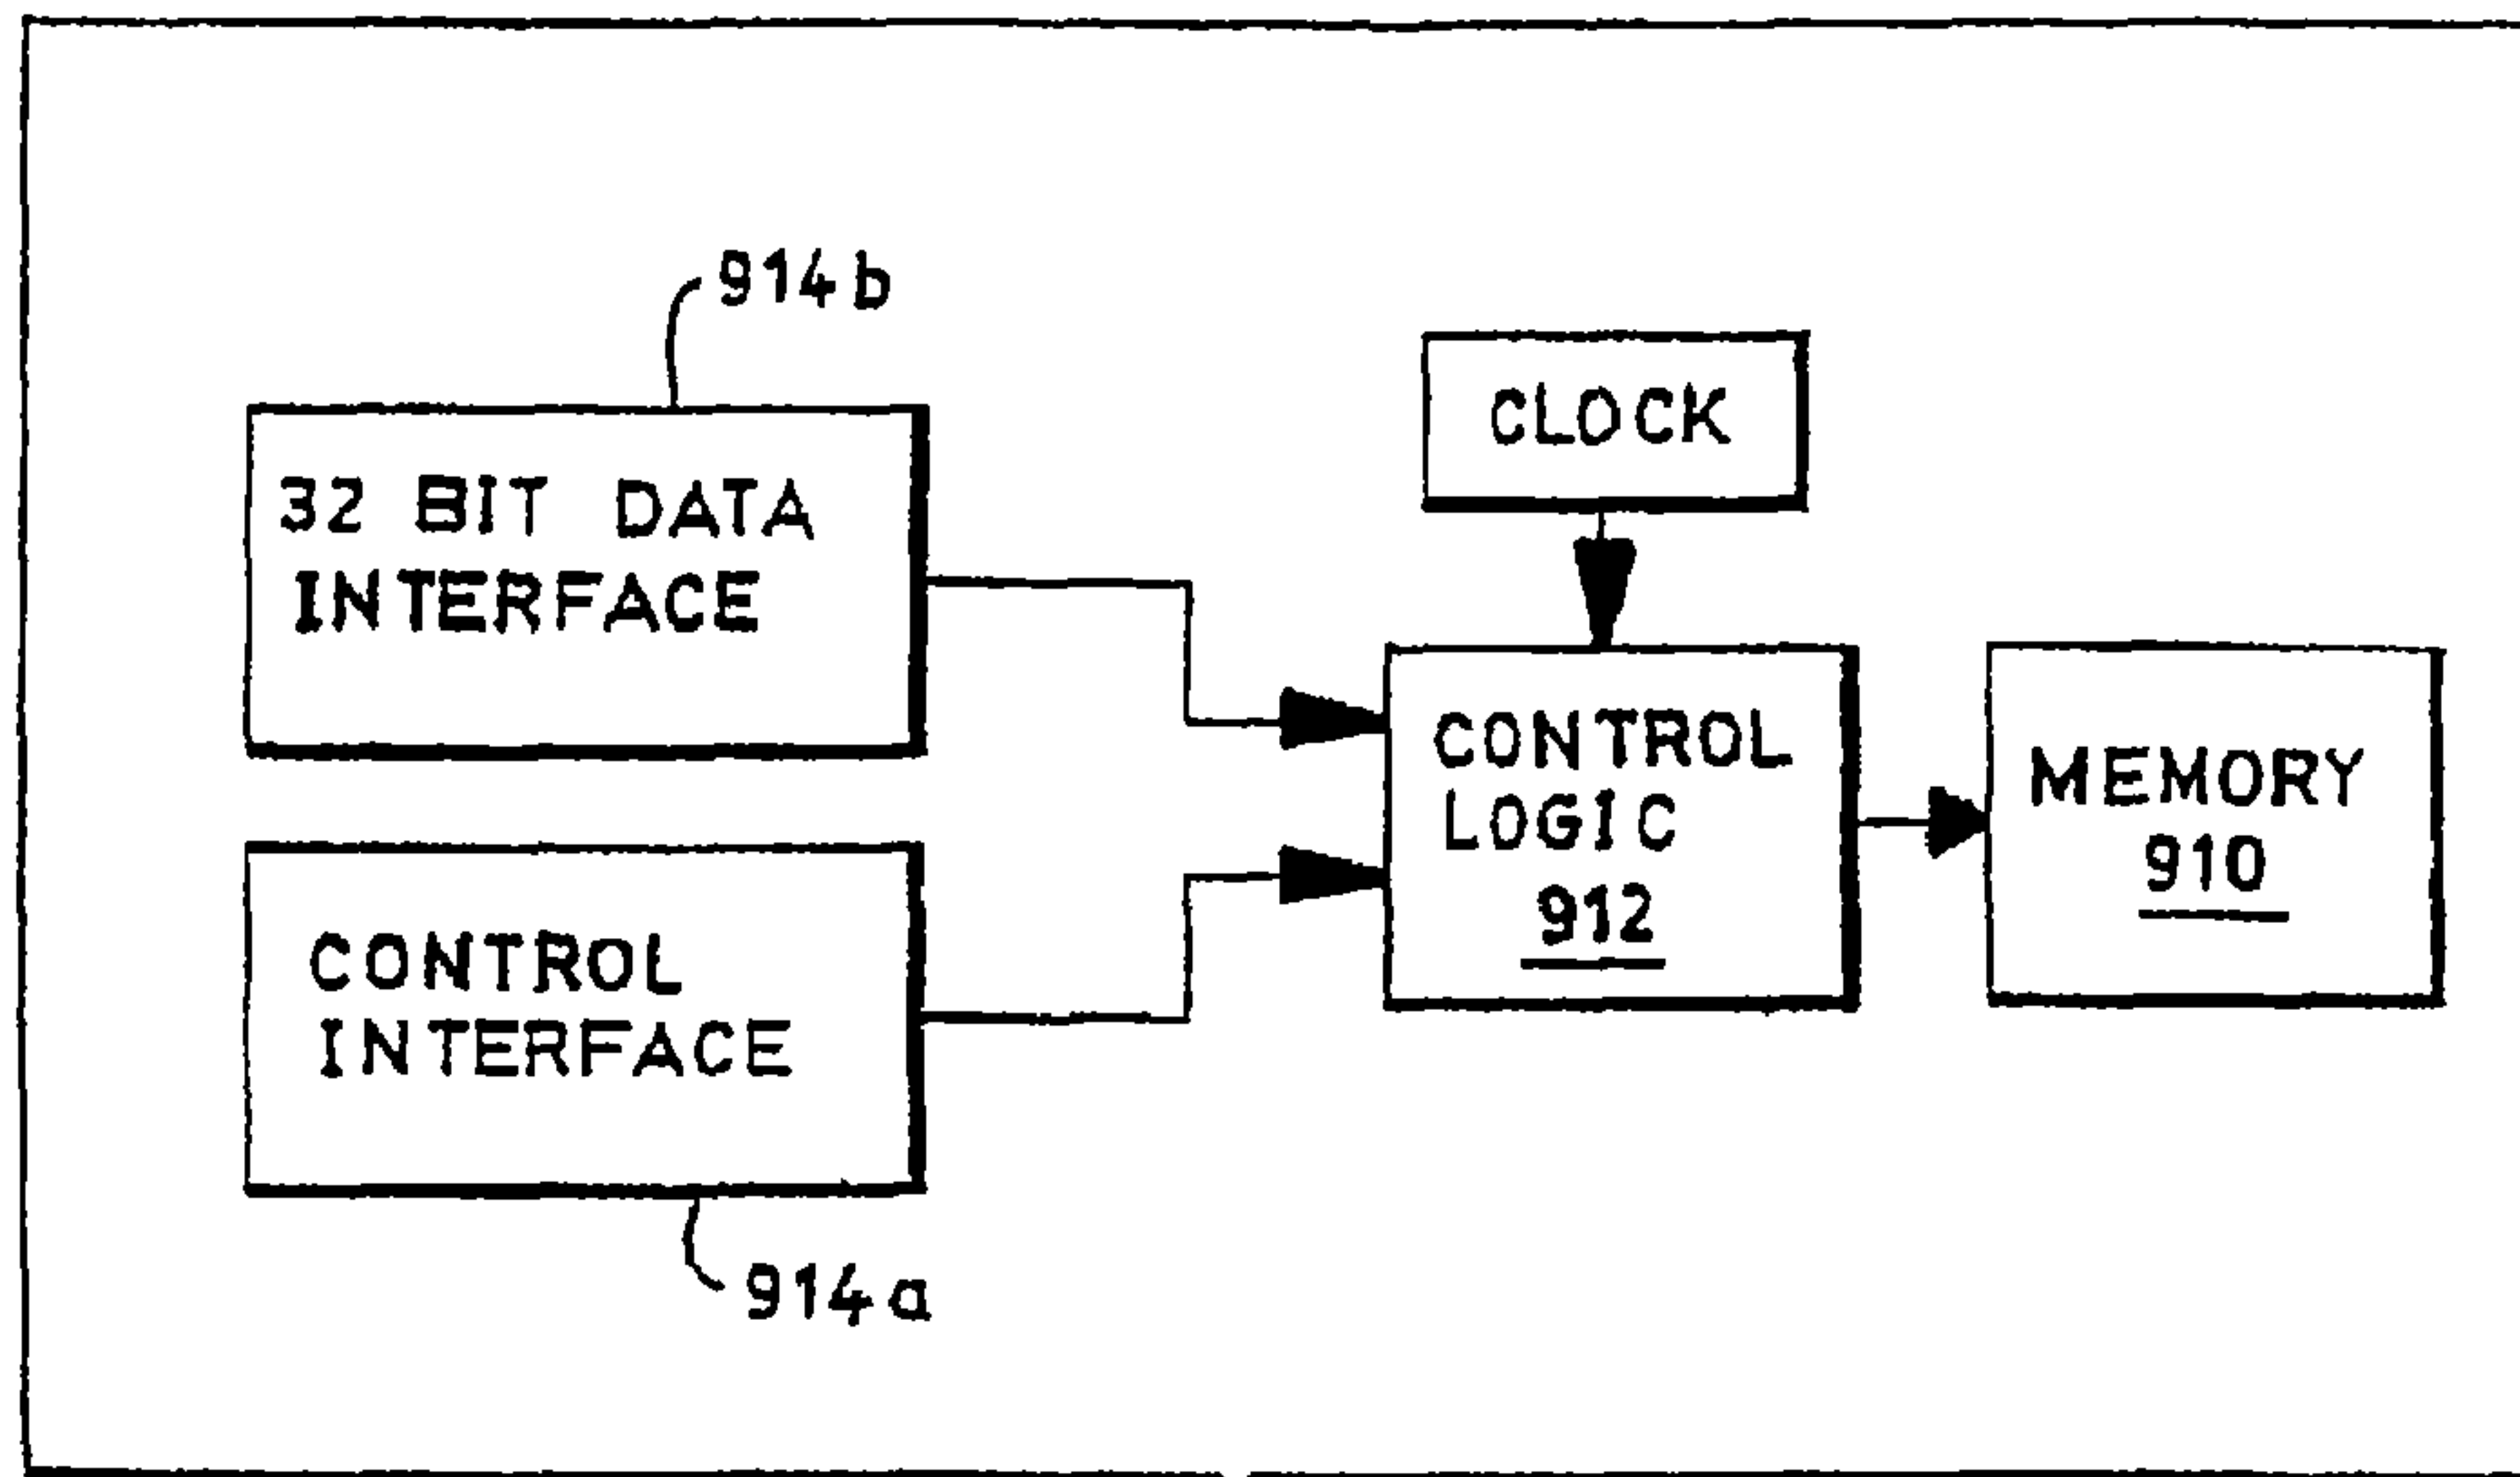 914b
32 BIT DATA
INTERFACE
CLOCK
CONTROL
LOGIC
912
MEMORY
910
CONTROL
INTERFACE
914a